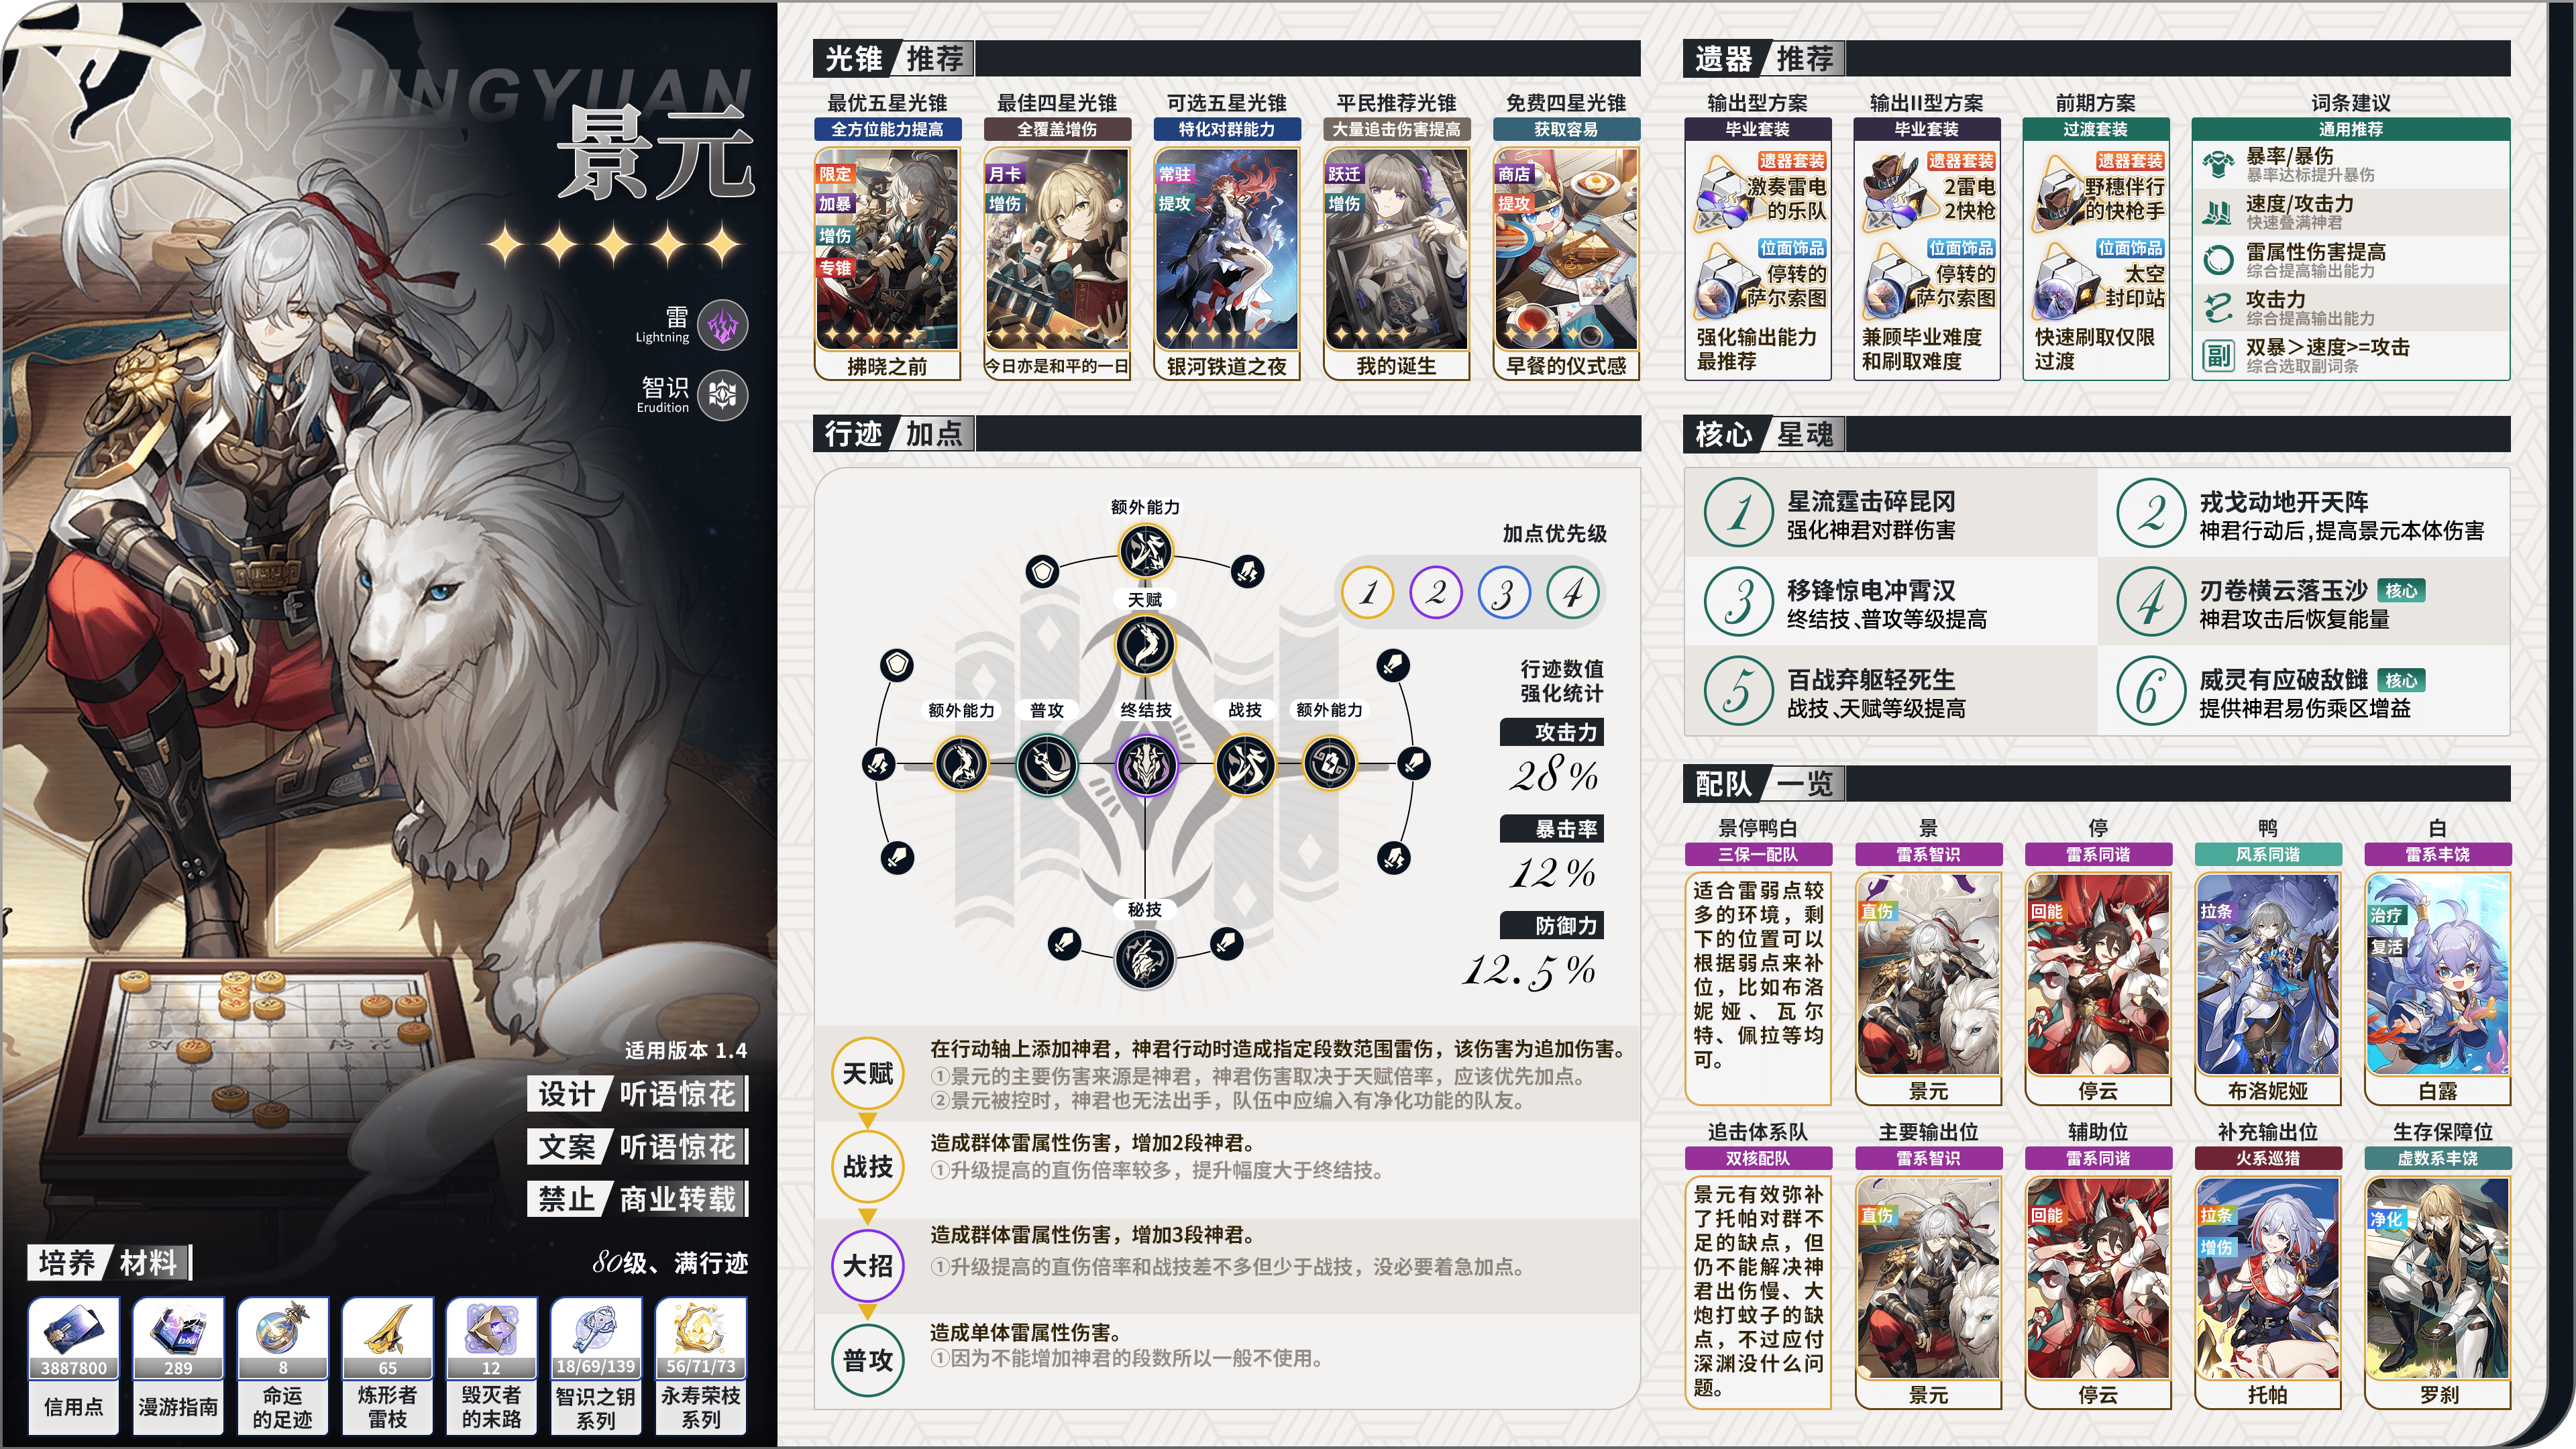 JINGYUAN
景元
雷
Lightning
智识
Erudition
适用版本 1.4
设计 听语惊花
文案 听语惊花
禁止 商业转载
培养 材料
80级、满行迹
3887800
信用点
289
漫游指南
8
命运
的足迹
65
炼形者
雷枝
12
毁灭者
的末路
18/69/139
智识之钥
系列
56/71/73
永寿荣枝
系列
光锥 推荐
最优五星光锥
全方位能力提高
限定
加暴
增伤
专锥
拂晓之前
最佳四星光锥
全覆盖增伤
月卡
增伤
今日亦是和平的一日
可选五星光锥
特化对群能力
常驻
提攻
银河铁道之夜
平民推荐光锥
大量追击伤害提高
跃迁
增伤
我的诞生
免费四星光锥
获取容易
商店
提攻
早餐的仪式感
行迹 加点
额外能力
天赋
额外能力
普攻
终结技
战技
额外能力
秘技
加点优先级
1
2
3
4
行迹数值
强化统计
攻击力
28%
暴击率
12%
防御力
12.5%
天赋
在行动轴上添加神君，神君行动时造成指定段数范围雷伤，该伤害为追加伤害。
①景元的主要伤害来源是神君，神君伤害取决于天赋倍率，应该优先加点。
②景元被控时，神君也无法出手，队伍中应编入有净化功能的队友。
战技
造成群体雷属性伤害，增加2段神君。
①升级提高的直伤倍率较多，提升幅度大于终结技。
大招
造成群体雷属性伤害，增加3段神君。
①升级提高的直伤倍率和战技差不多但少于战技，没必要着急加点。
普攻
造成单体雷属性伤害。
①因为不能增加神君的段数所以一般不使用。
遗器 推荐
输出型方案
毕业套装
遗器套装
激奏雷电
的乐队
位面饰品
停转的
萨尔索图
强化输出能力
最推荐
输出II型方案
毕业套装
遗器套装
2雷电
2快枪
位面饰品
停转的
萨尔索图
兼顾毕业难度
和刷取难度
前期方案
过渡套装
遗器套装
野穗伴行
的快枪手
位面饰品
太空
封印站
快速刷取仅限
过渡
词条建议
通用推荐
暴率/暴伤
暴率达标提升暴伤
速度/攻击力
快速叠满神君
雷属性伤害提高
综合提高输出能力
攻击力
综合提高输出能力
副
双暴＞速度>=攻击
综合选取副词条
核心 星魂
1
星流霆击碎昆冈
强化神君对群伤害
2
戎戈动地开天阵
神君行动后,提高景元本体伤害
3
移锋惊电冲霄汉
终结技、普攻等级提高
4
刃卷横云落玉沙 核心
神君攻击后恢复能量
5
百战弃躯轻死生
战技、天赋等级提高
6
威灵有应破敌雠 核心
提供神君易伤乘区增益
配队 一览
景停鸭白
三保一配队
适合雷弱点较
多的环境，剩
下的位置可以
根据弱点来补
位，比如布洛
妮娅、瓦尔
特、佩拉等均
可。
景
雷系智识
直伤
景元
停
雷系同谐
回能
停云
鸭
风系同谐
拉条
布洛妮娅
白
雷系丰饶
治疗
复活
白露
追击体系队
双核配队
景元有效弥补
了托帕对群不
足的缺点，但
仍不能解决神
君出伤慢、大
炮打蚊子的缺
点，不过应付
深渊没什么问
题。
主要输出位
雷系智识
直伤
景元
辅助位
雷系同谐
回能
停云
补充输出位
火系巡猎
拉条
增伤
托帕
生存保障位
虚数系丰饶
净化
罗刹